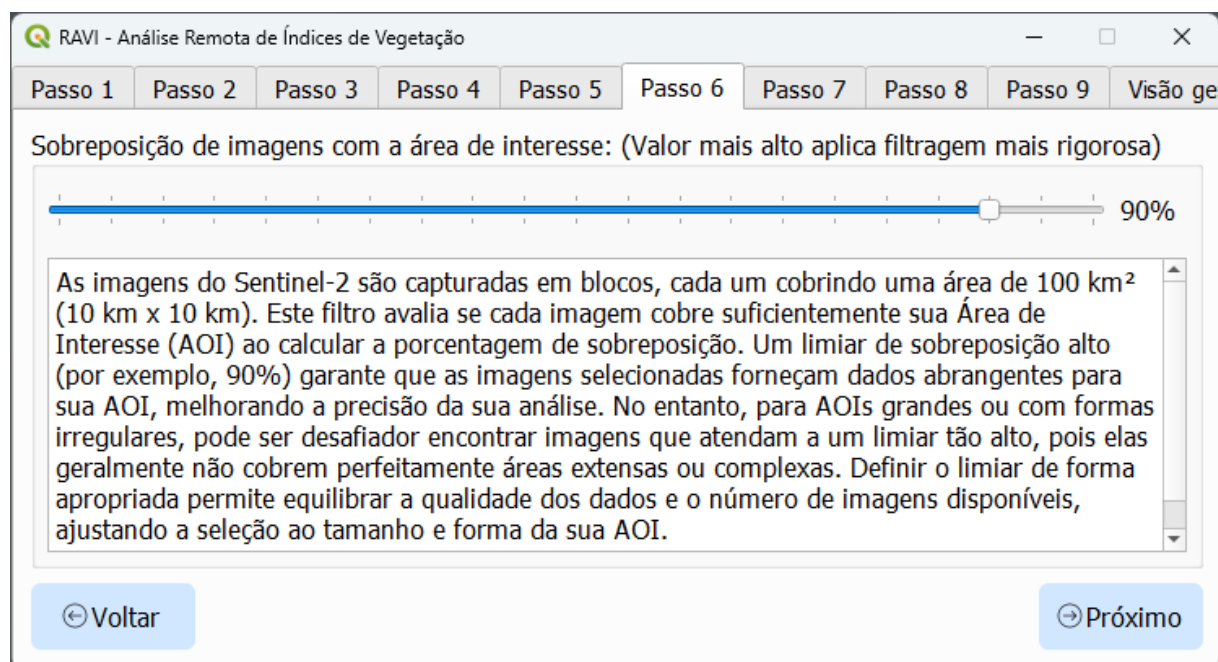 RAVI - Análise Remota de Índices de Vegetação
Passo 1 Passo 2 Passo 3 Passo 4 Passo 5 Passo 6 Passo 7 Passo 8 Passo 9 Visão ge
Sobreposição de imagens com a área de interesse: (Valor mais alto aplica filtragem mais rigorosa)
90%
As imagens do Sentinel-2 são capturadas em blocos, cada um cobrindo uma área de 100 km²
(10 km x 10 km). Este filtro avalia se cada imagem cobre suficientemente sua Área de
Interesse (AOI) ao calcular a porcentagem de sobreposição. Um limiar de sobreposição alto
(por exemplo, 90%) garante que as imagens selecionadas forneçam dados abrangentes para
sua AOI, melhorando a precisão da sua análise. No entanto, para AOIs grandes ou com formas
irregulares, pode ser desafiador encontrar imagens que atendam a um limiar tão alto, pois elas
geralmente não cobrem perfeitamente áreas extensas ou complexas. Definir o limiar de forma
apropriada permite equilibrar a qualidade dos dados e o número de imagens disponíveis,
ajustando a seleção ao tamanho e forma da sua AOI.
Voltar Próximo